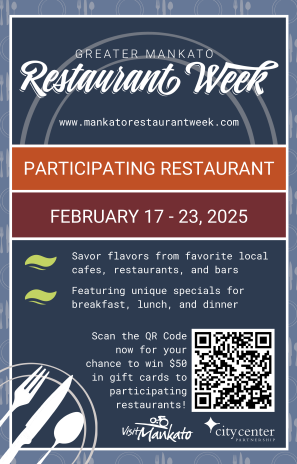 GREATER MANKATO
Restaurant Week
www.mankatorestaurantweek.com
PARTICIPATING RESTAURANT
FEBRUARY 17 - 23, 2025
Savor flavors from favorite local
cafes, restaurants, and bars
Featuring unique specials for
breakfast, lunch, and dinner
Scan the QR Code
now for your
chance to win $50
in gift cards to
participating
restaurants!
Visit Mankato
citycenter
PARTNERSHIP